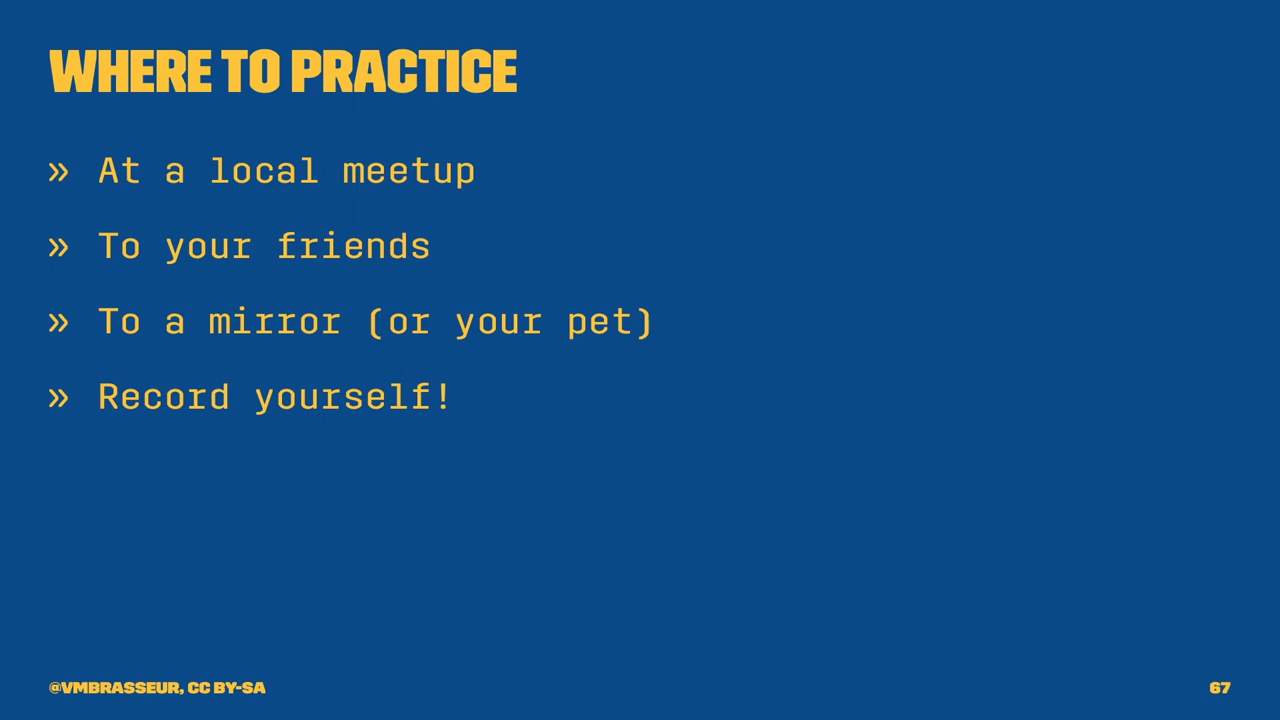 WHERE TO PRACTICE
» At a local meetup
» To your friends
» To a mirror (or your pet)
» Record yourself!
@VMBRASSEUR, CC BY-SA
67